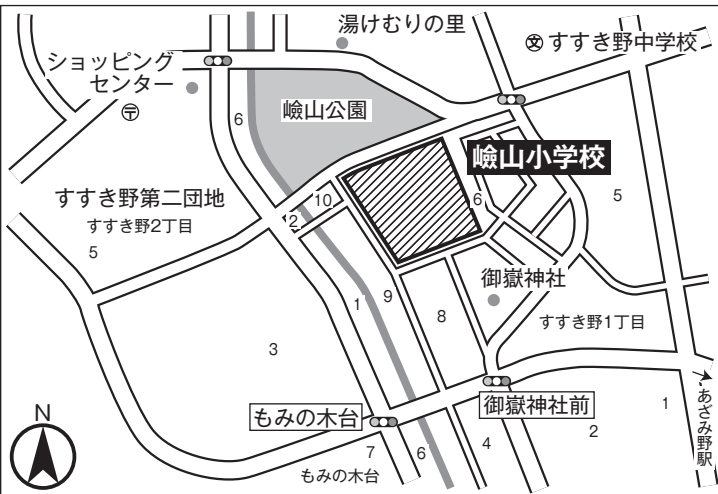 湯けむりの里
文 すすき野中学校
ショッピング
センター
〒
嶮山公園
6
嶮山小学校
すすき野第二団地
すすき野2丁目
5
10
2
6
5
御嶽神社
すすき野1丁目
1
9
8
3
もみの木台
御嶽神社前
あざみ野駅
1
2
4
6
7
もみの木台
N